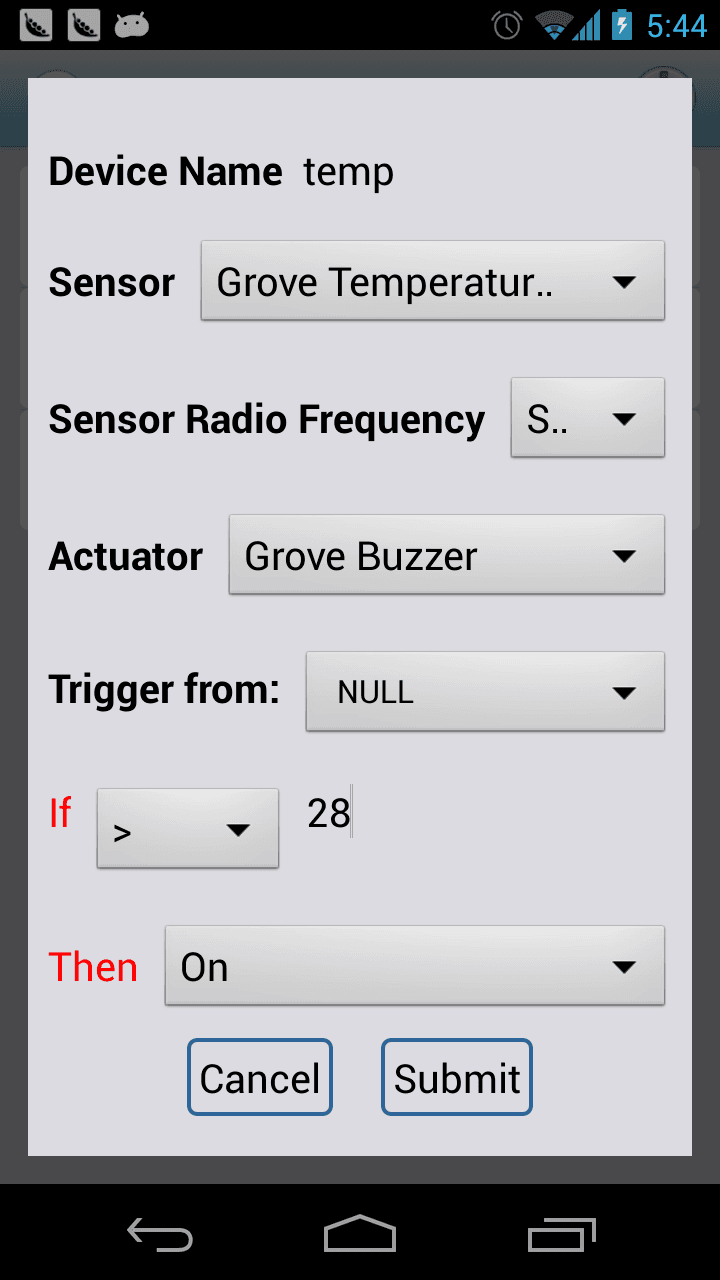 5:44
Device Name temp
Sensor Grove Temperatur..
Sensor Radio Frequency S..
Actuator Grove Buzzer
Trigger from: NULL
If > 28
Then On
Cancel Submit